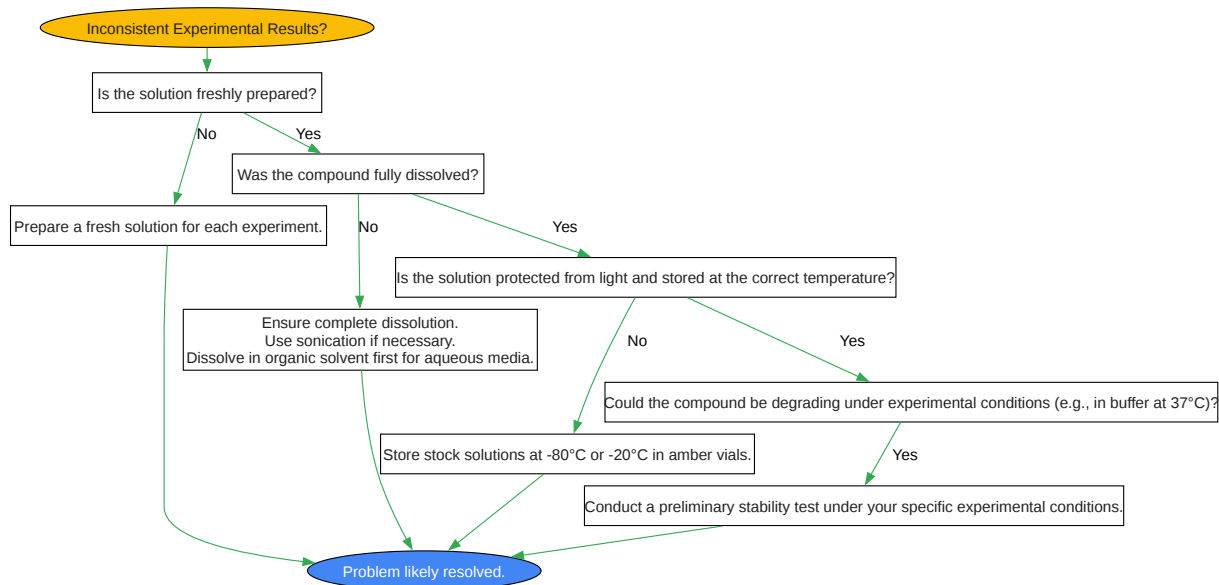 Inconsistent Experimental Results?
Is the solution freshly prepared?
No
Yes
Was the compound fully dissolved?
Prepare a fresh solution for each experiment.
No
Yes
Is the solution protected from light and stored at the correct temperature?
Ensure complete dissolution.
Use sonication if necessary.
Dissolve in organic solvent first for aqueous media.
No
Yes
Could the compound be degrading under experimental conditions (e.g., in buffer at 37°C)?
Store stock solutions at -80°C or -20°C in amber vials.
Yes
Conduct a preliminary stability test under your specific experimental conditions.
Problem likely resolved.